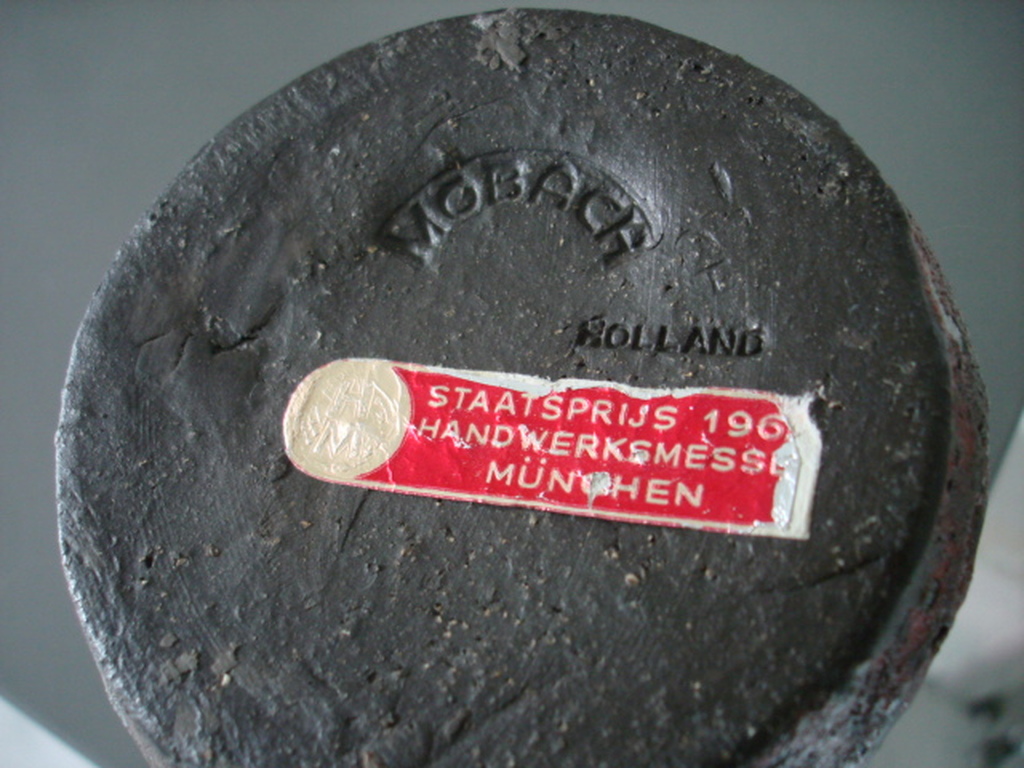 MOBACH
HOLLAND
STAATSPRIJS 196
HANDWERKSMESSE
MÜNCHEN